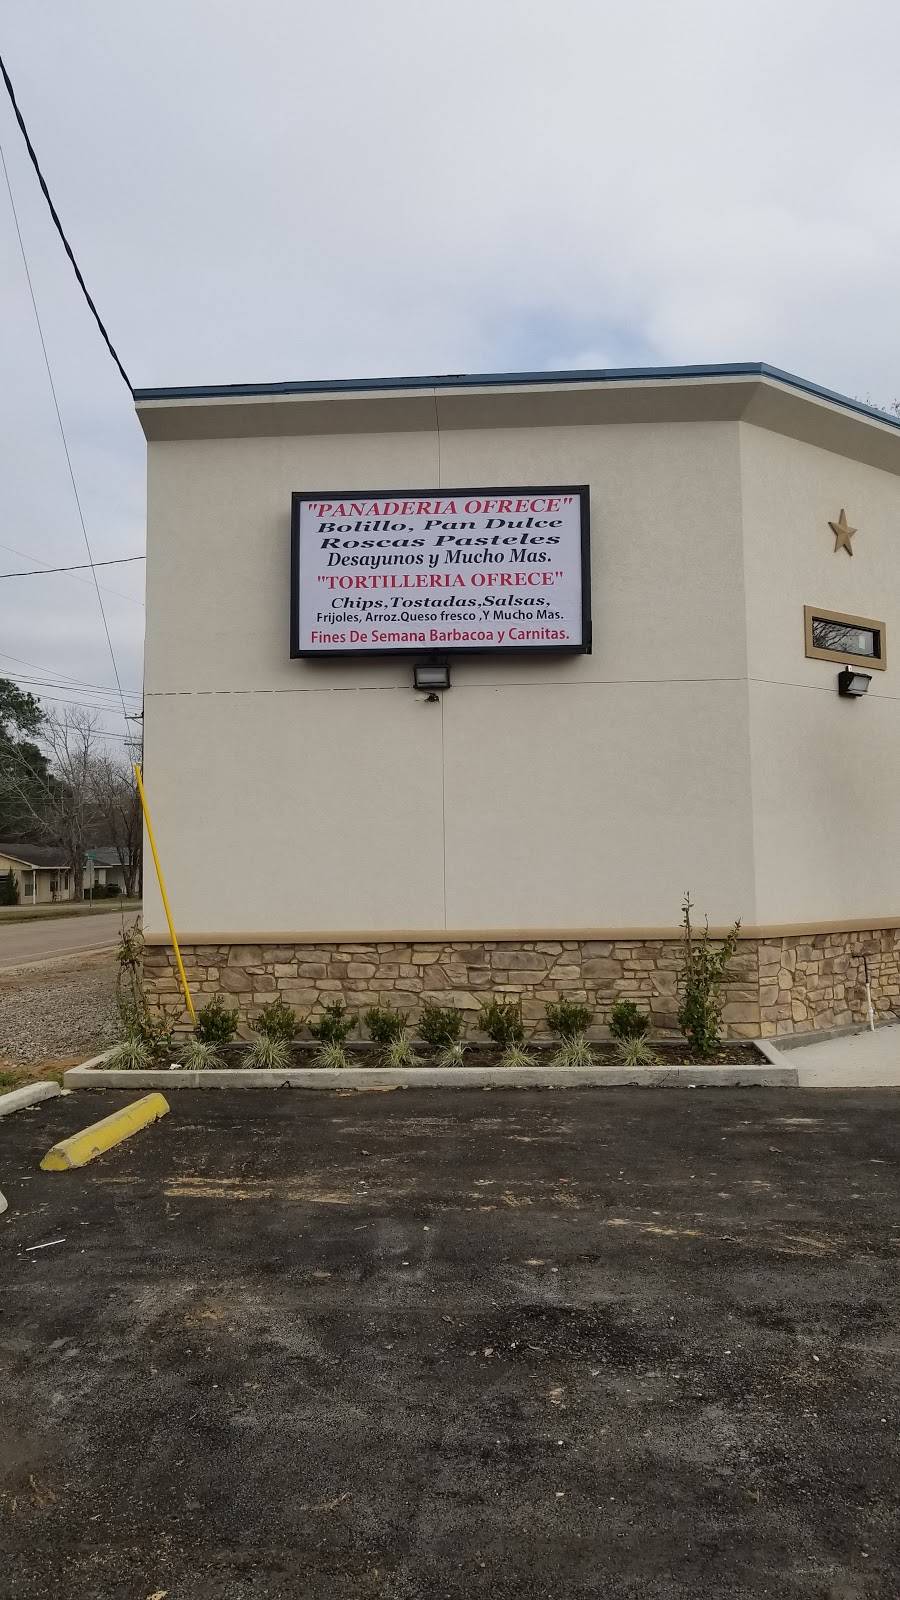 "PANADERIA OFRECE"
Bolillo, Pan Dulce
Roscas Pasteles
Desayunos y Mucho Mas.
"TORTILLERIA OFRECE"
Chips,Tostadas,Salsas,
Frijoles, Arroz.Queso fresco ,Y Mucho Mas.
Fines De Semana Barbacoa y Carnitas.